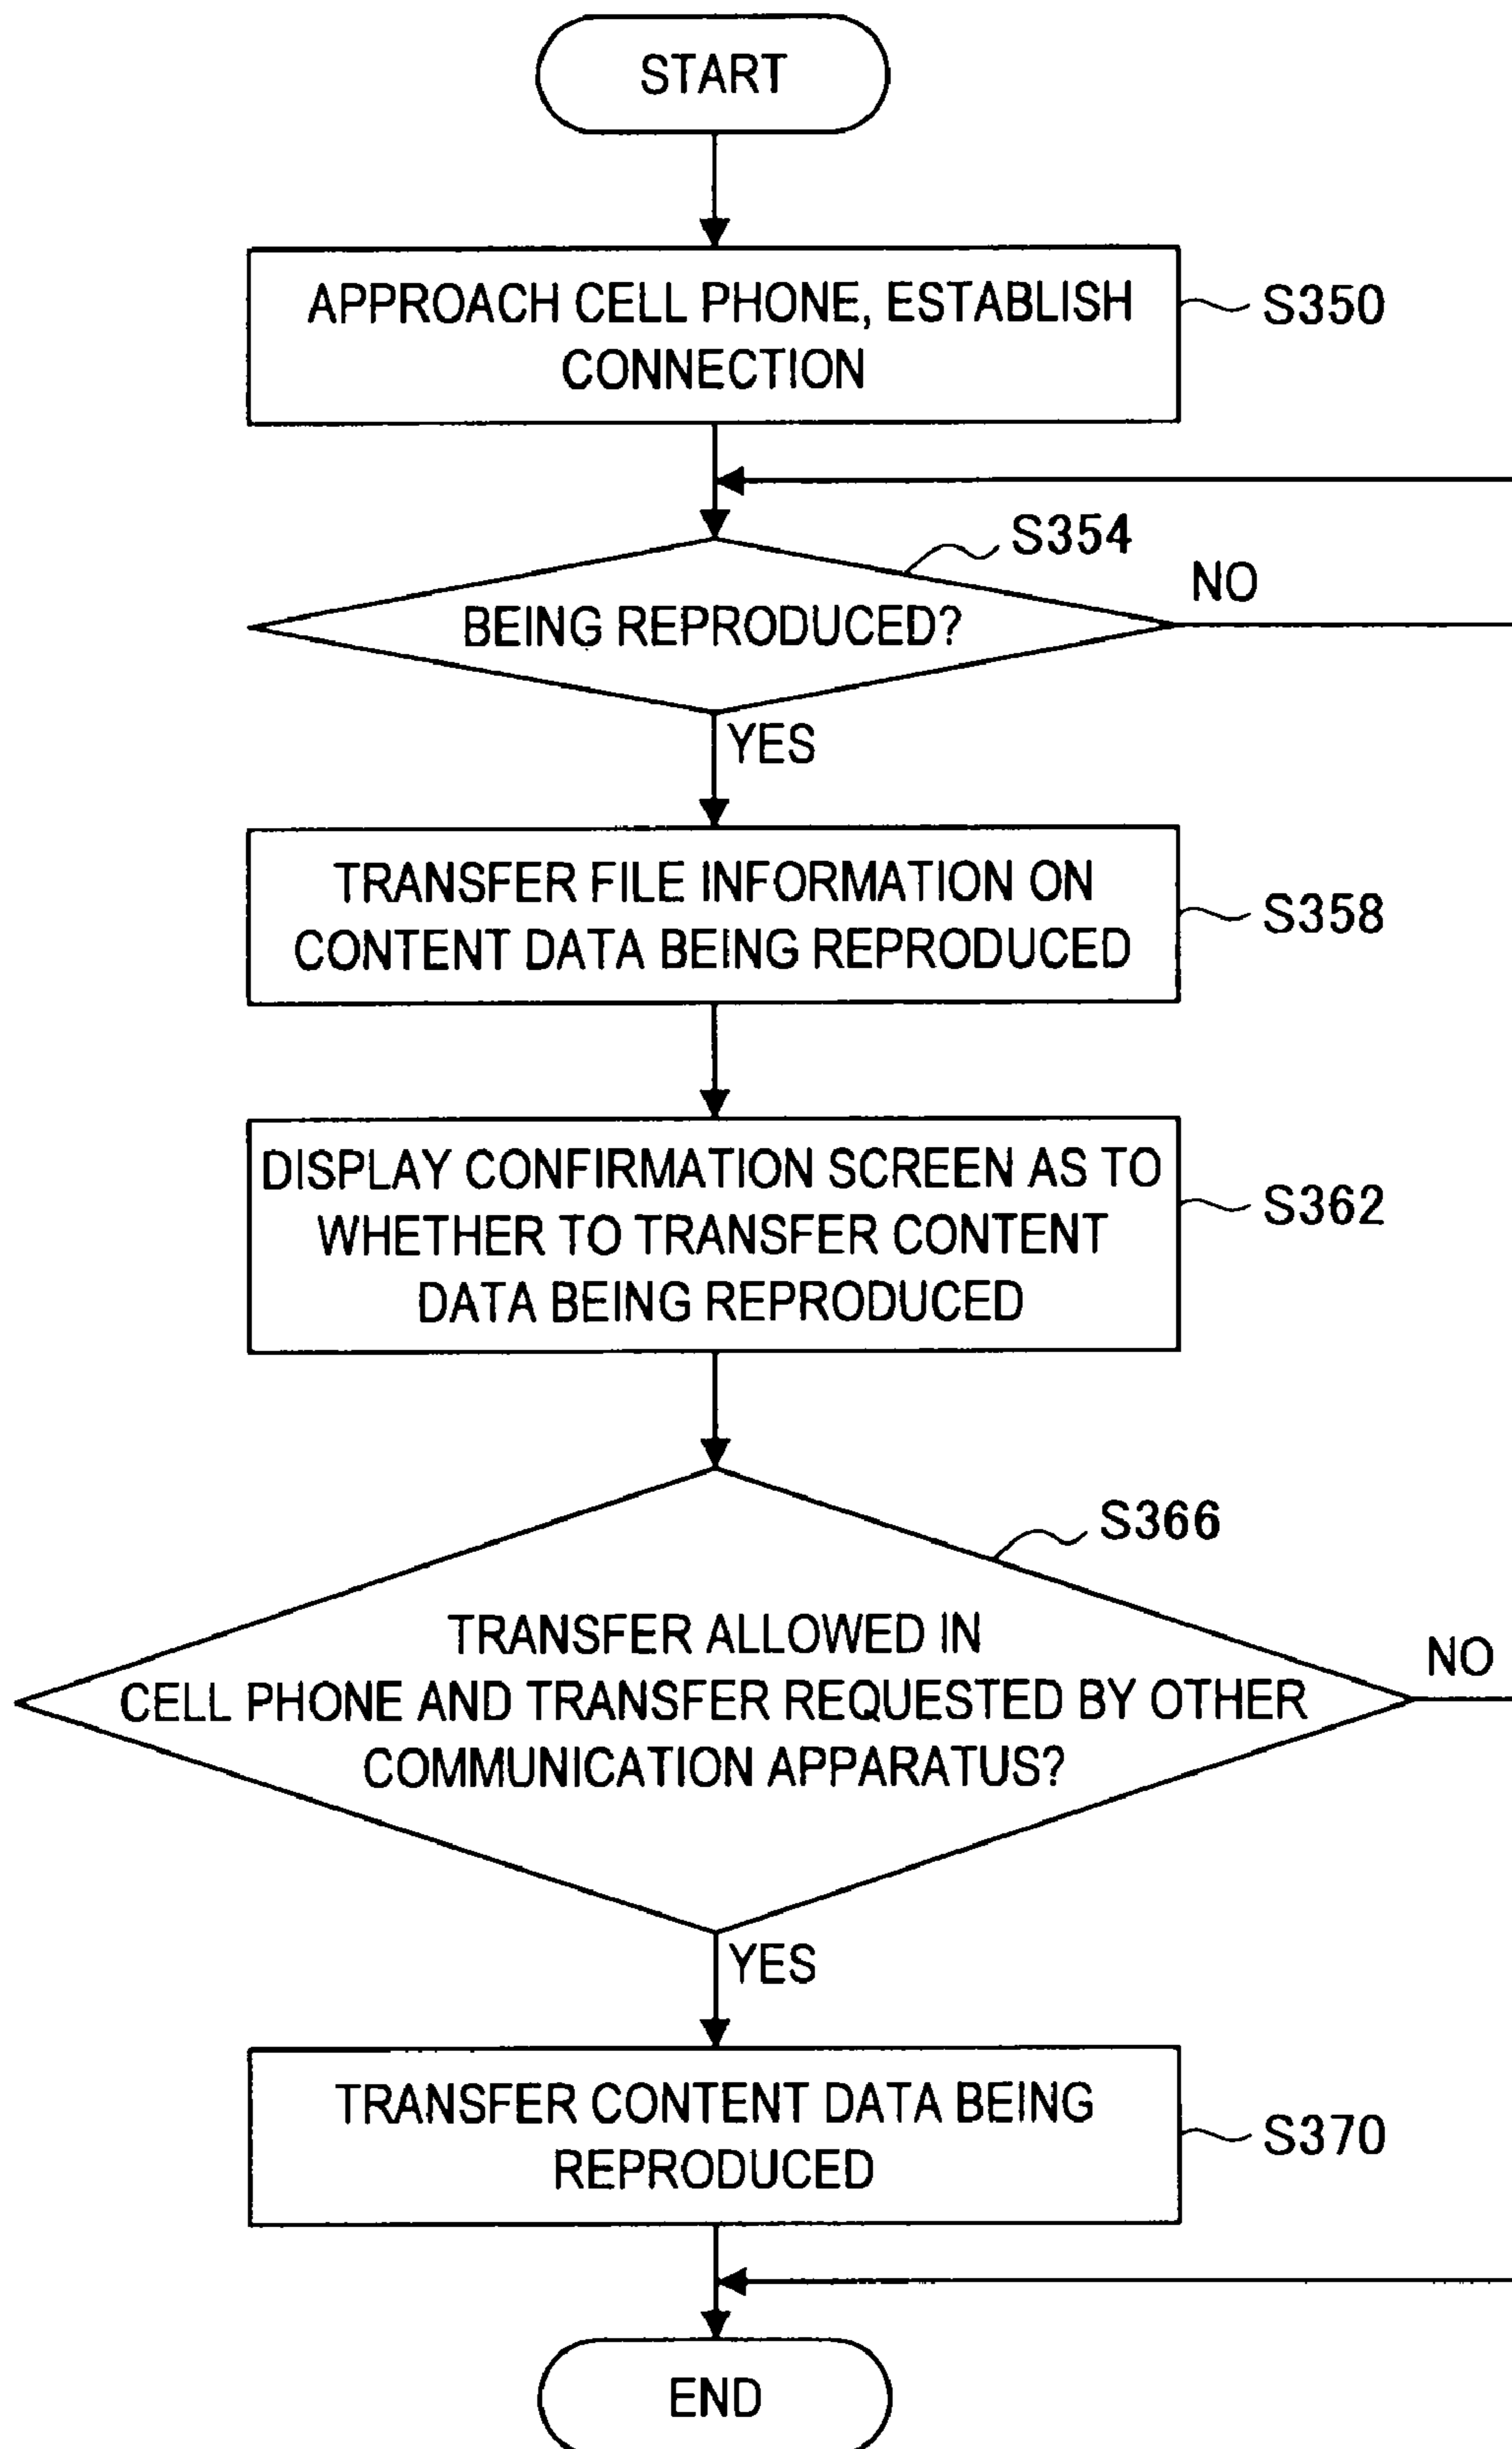 START
APPROACH CELL PHONE, ESTABLISH
CONNECTION
S350
S354
BEING REPRODUCED?
NO
YES
TRANSFER FILE INFORMATION ON
CONTENT DATA BEING REPRODUCED
S358
DISPLAY CONFIRMATION SCREEN AS TO
WHETHER TO TRANSFER CONTENT
DATA BEING REPRODUCED
S362
S366
TRANSFER ALLOWED IN
CELL PHONE AND TRANSFER REQUESTED BY OTHER
COMMUNICATION APPARATUS?
NO
YES
TRANSFER CONTENT DATA BEING
REPRODUCED
S370
END